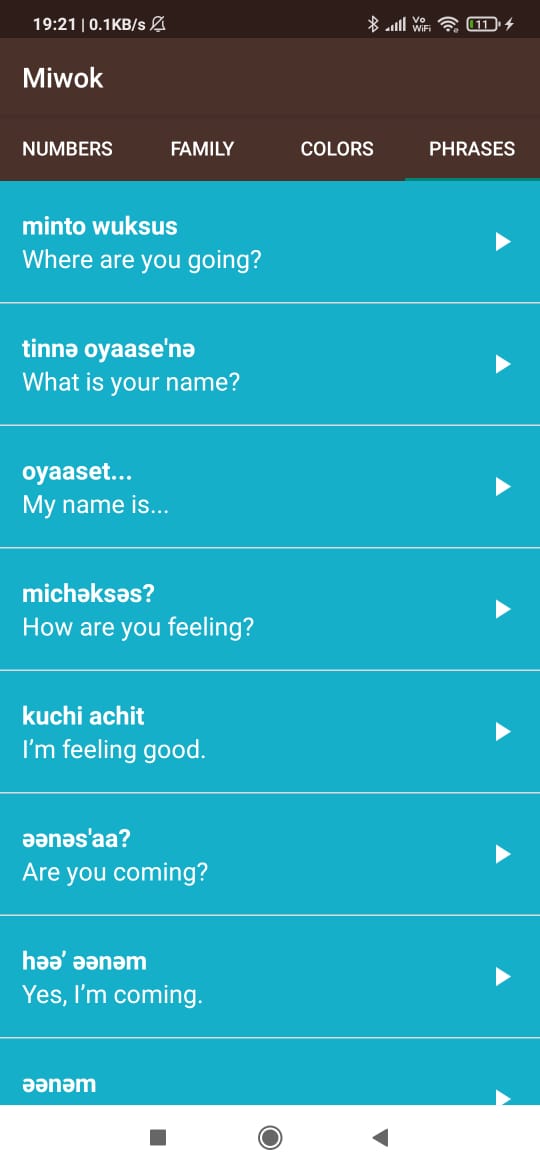 19:21 | 0.1KB/s
Vo WiFi
11
Miwok
NUMBERS FAMILY COLORS PHRASES
minto wuksus
Where are you going?
tinnə oyaase'nə
What is your name?
oyaaset...
My name is...
michəksəs?
How are you feeling?
kuchi achit
I’m feeling good.
əənəs'aa?
Are you coming?
həə’ əənəm
Yes, I’m coming.
əənəm